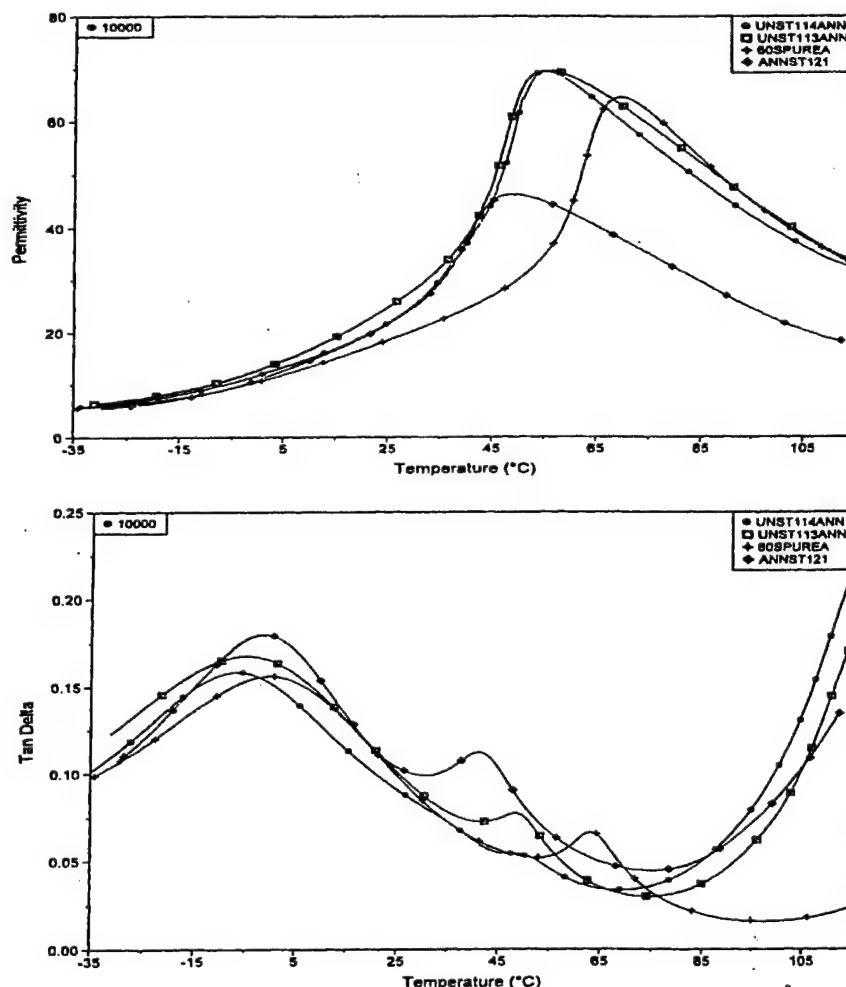 80
10000
UNST114ANN
UNST113ANN
60SPUREA
ANNST121
60
40
20
0
Permittivity
-35 -15 5 25 45 65 85 105
Temperature (°C)
0.25
10000
UNST114ANN
UNST113ANN
60SPUREA
ANNST121
0.20
0.15
0.10
0.05
0.00
Tan Delta
-35 -15 5 25 45 65 85 105
Temperature (°C)